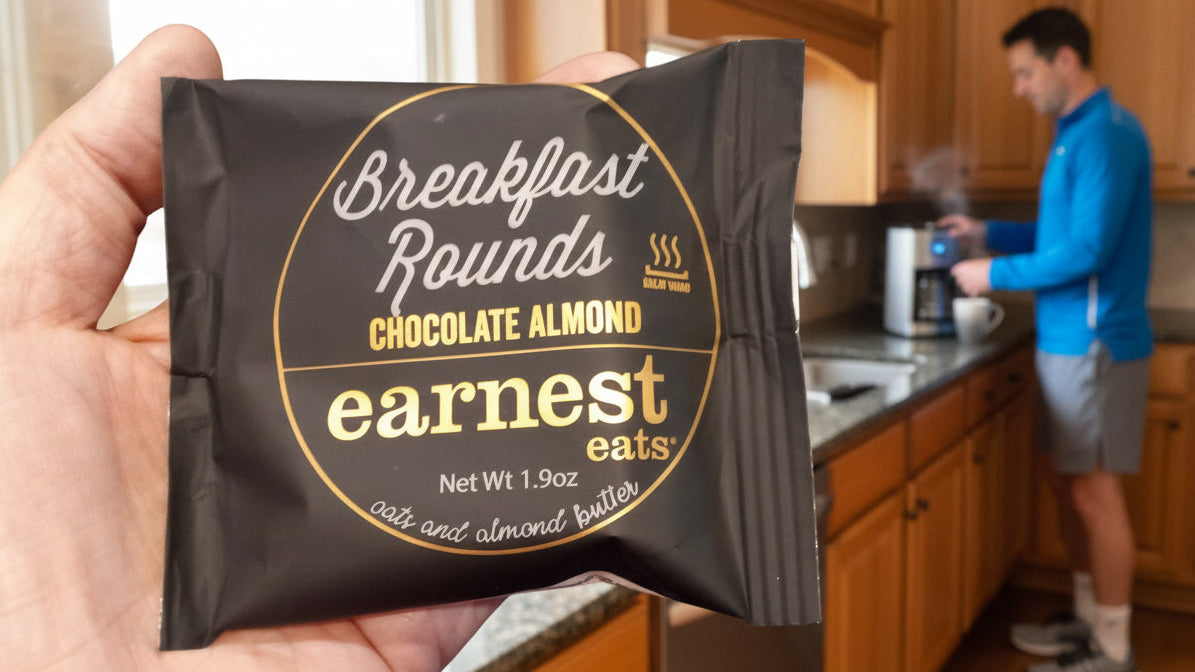 Breakfast
Rounds
CHOCOLATE ALMOND
earnest
eats®
Net Wt 1.9oz
oats and almond butter